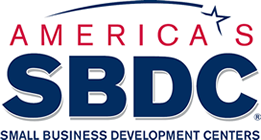 AMERICA'S
SBDC®
SMALL BUSINESS DEVELOPMENT CENTERS